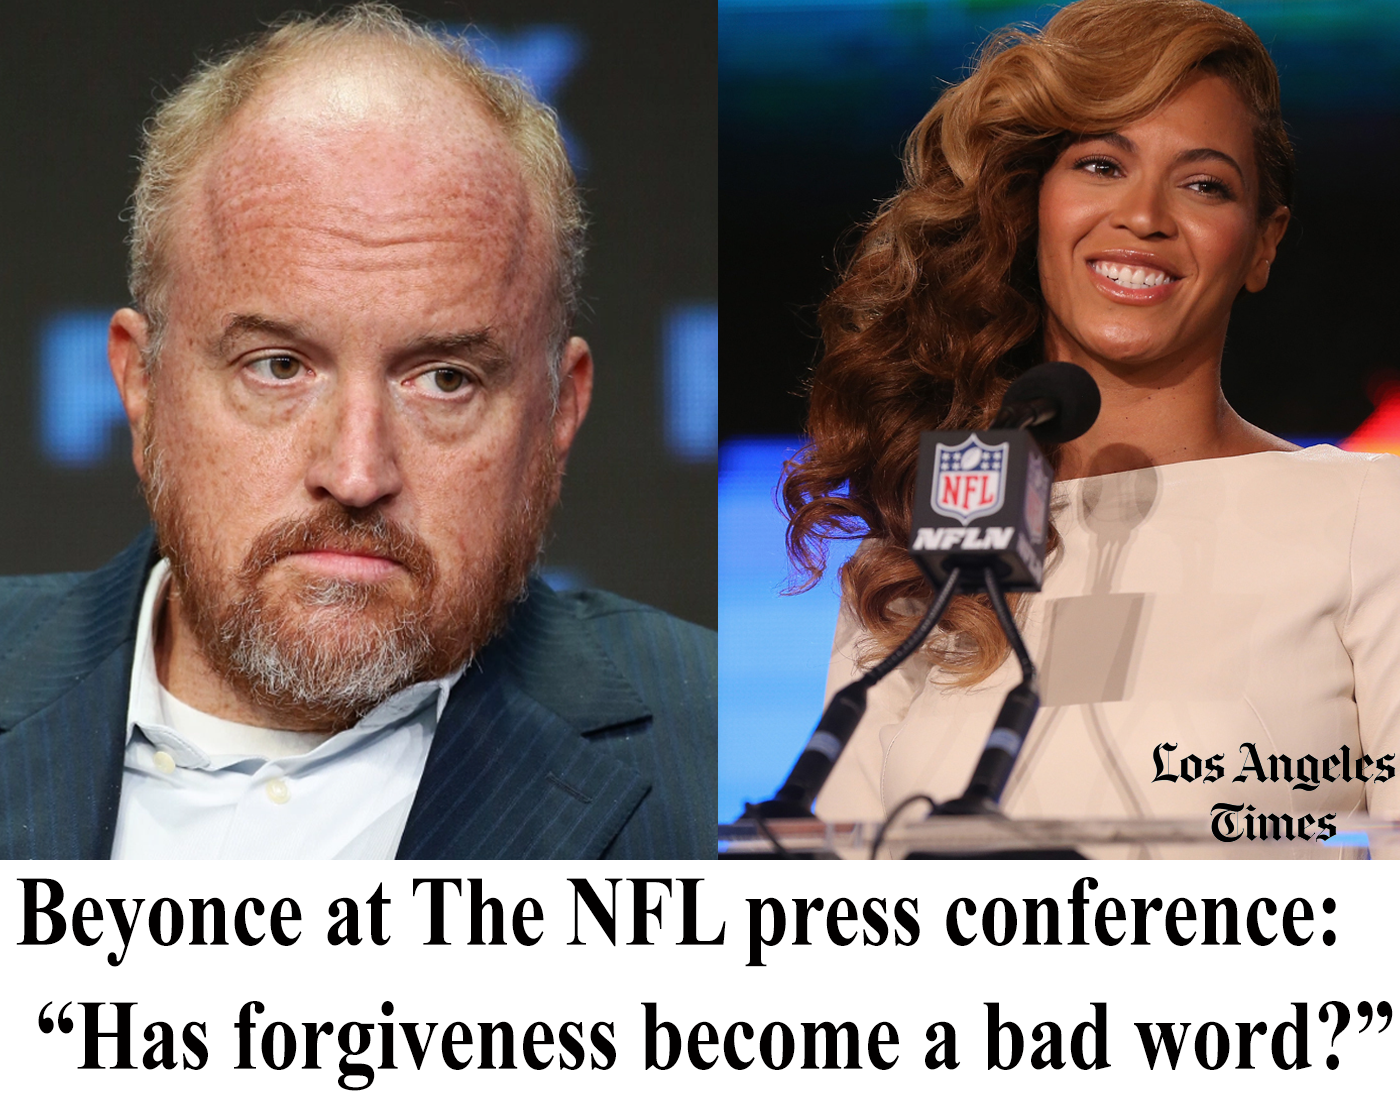 NFL
NFLN
Los Angeles
Times
Beyonce at The NFL press conference:
“Has forgiveness become a bad word?”